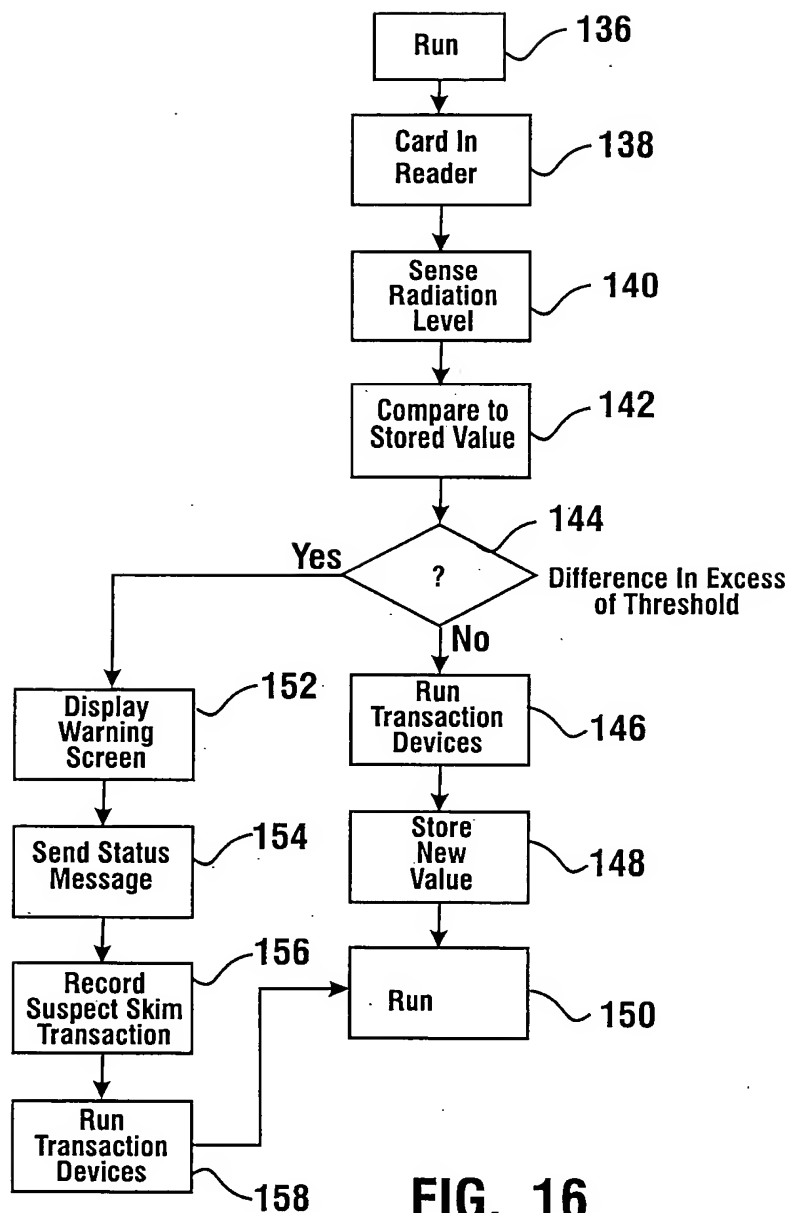 Run
136
Card In
Reader
138
Sense
Radiation
Level
140
Compare to
Stored Value
142
144
Yes
?
Difference In Excess
of Threshold
No
Display
Warning
Screen
152
Run
Transaction
Devices
146
Send Status
Message
154
Store
New
Value
148
Record
Suspect Skim
Transaction
156
Run
150
Run
Transaction
Devices
158
FIG. 16